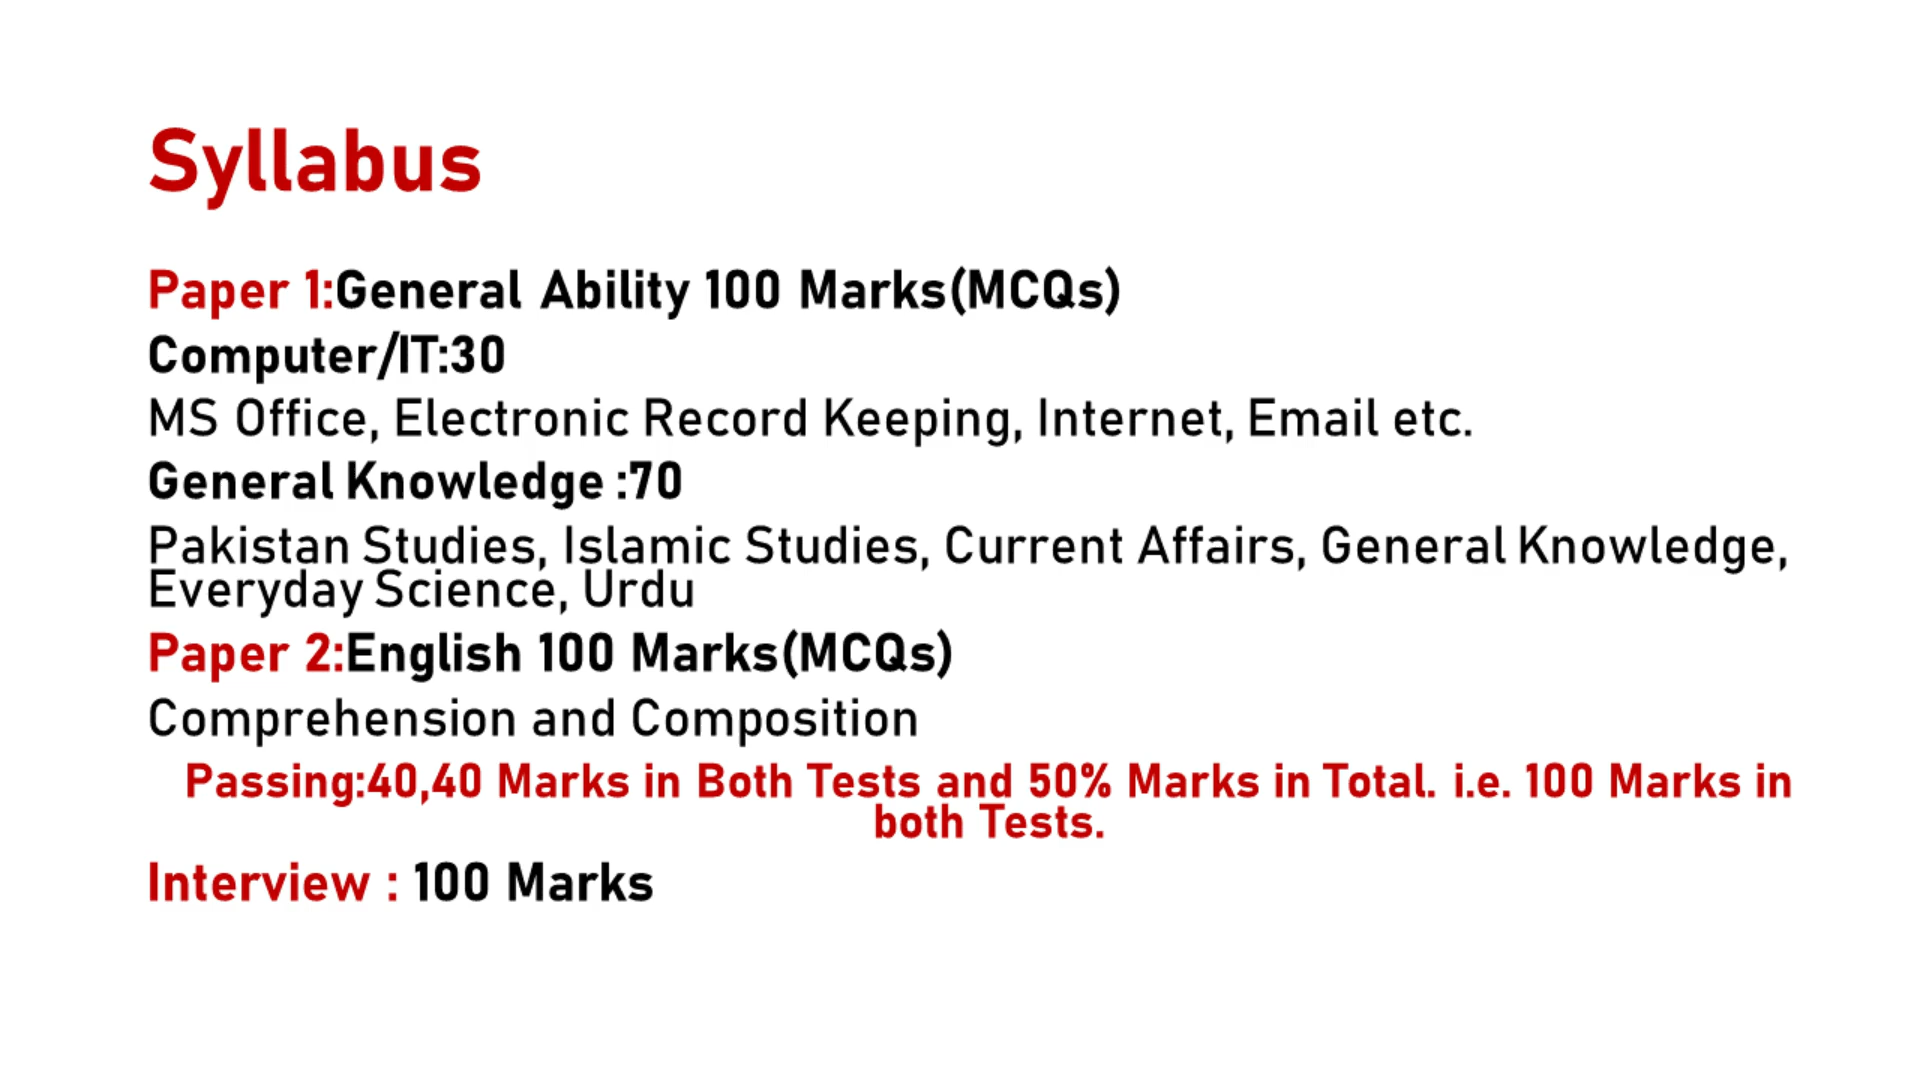 Syllabus
Paper 1:General Ability 100 Marks(MCQs)
Computer/IT:30
MS Office, Electronic Record Keeping, Internet, Email etc.
General Knowledge :70
Pakistan Studies, Islamic Studies, Current Affairs, General Knowledge,
Everyday Science, Urdu
Paper 2:English 100 Marks(MCQs)
Comprehension and Composition
Passing:40,40 Marks in Both Tests and 50% Marks in Total. i.e. 100 Marks in
both Tests.
Interview : 100 Marks